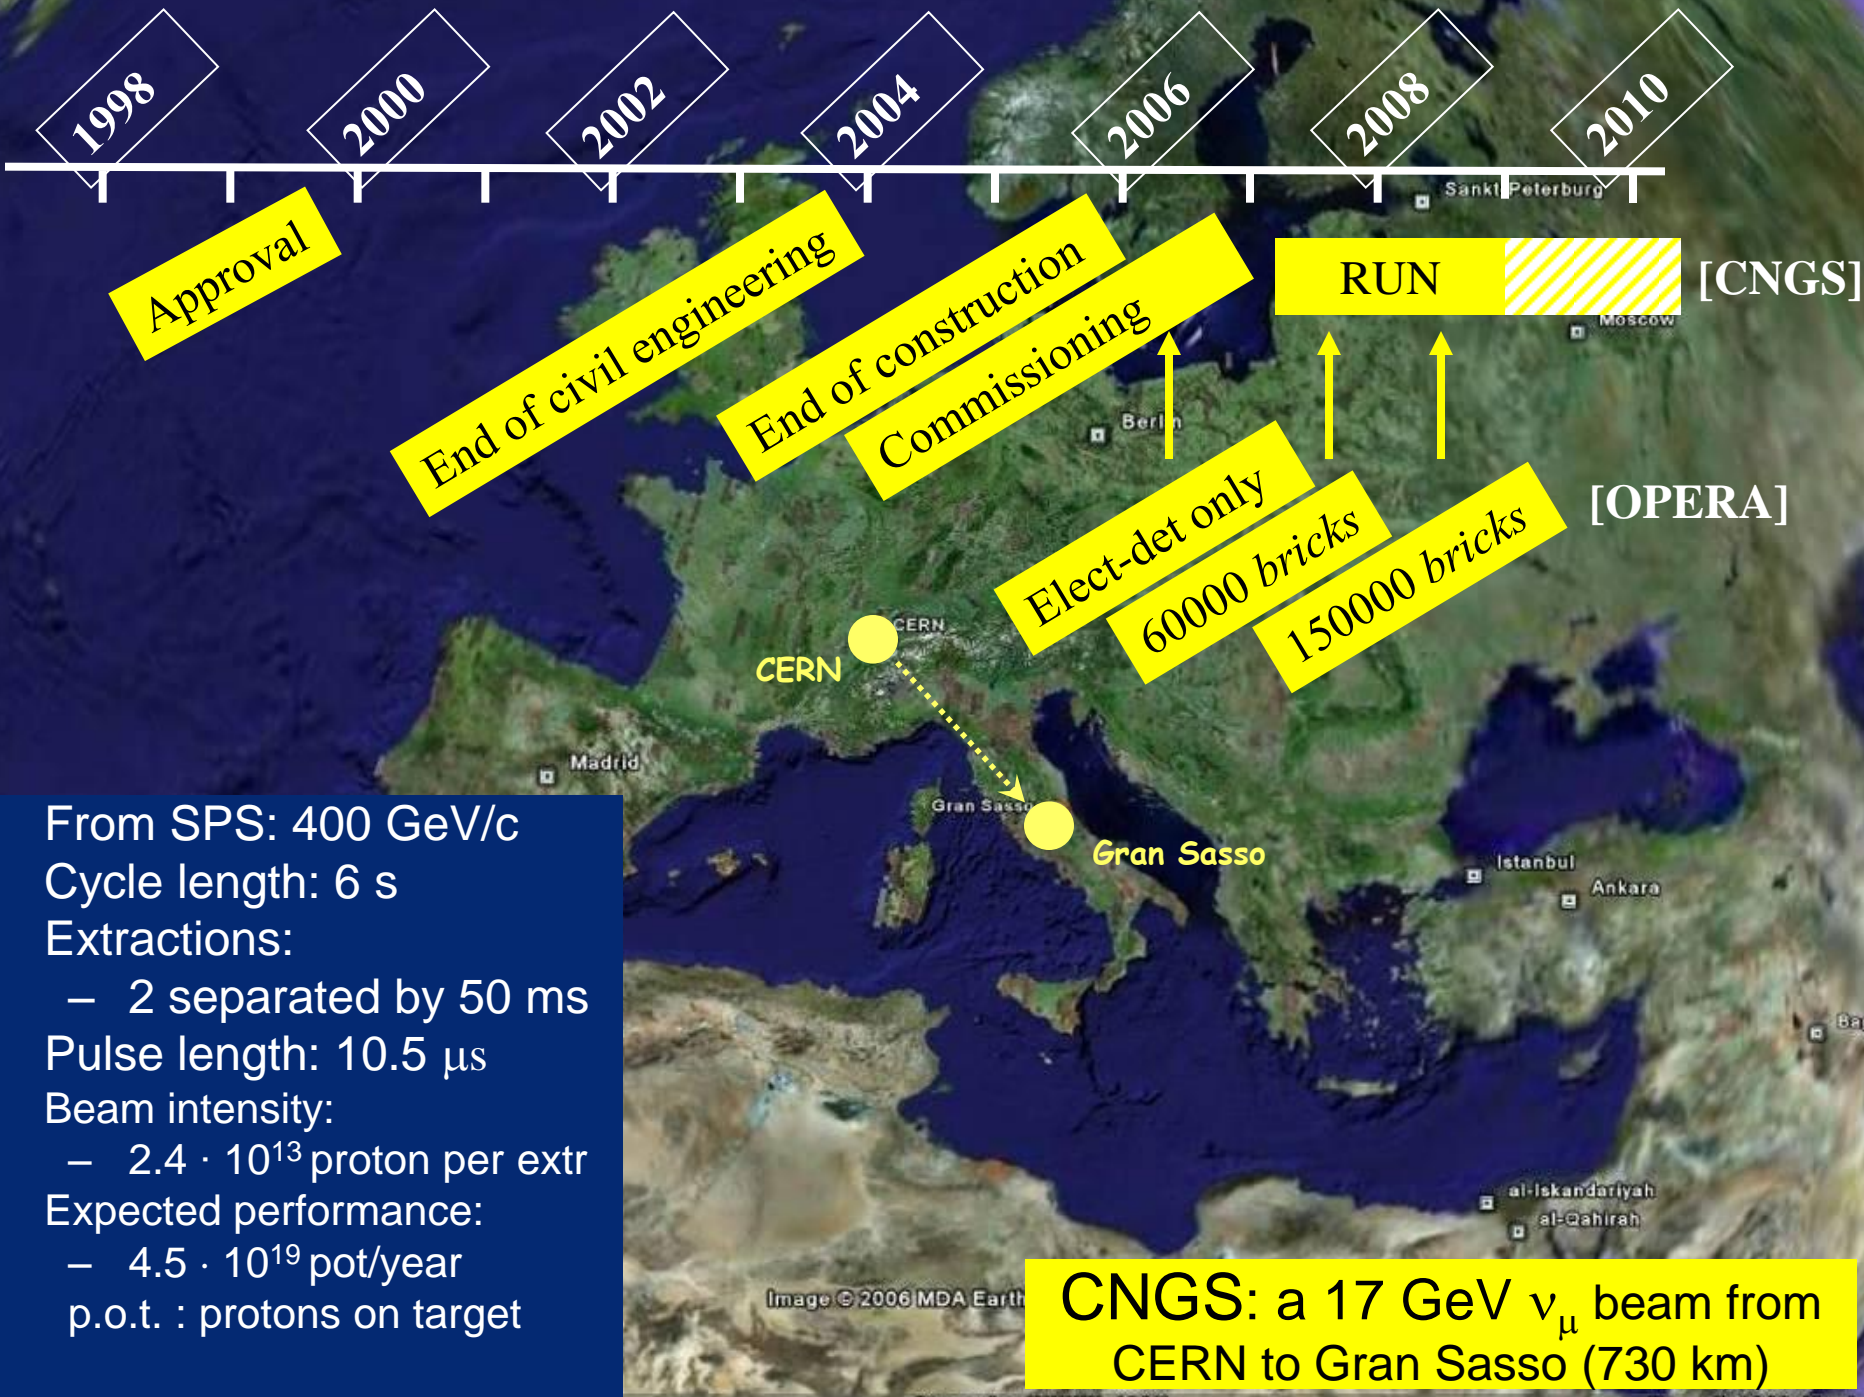 1998
2000
2002
2004
2006
2008
2010
Sankt-Peterburg
Approval
End of civil engineering
End of construction
Commissioning
RUN
[CNGS]
Moscow
Berlin
Elect-det only
60000 bricks
150000 bricks
[OPERA]
CERN
CERN
Madrid
Gran Sasso
Gran Sasso
Istanbul
Ankara
From SPS: 400 GeV/c
Cycle length: 6 s
Extractions:
– 2 separated by 50 ms
Pulse length: 10.5 μs
Beam intensity:
– 2.4 · 10¹³ proton per extr
Expected performance:
– 4.5 · 10¹⁹ pot/year
p.o.t. : protons on target
al-Iskandariyah
al-Qahirah
Image © 2006 MDA Earth
CNGS: a 17 GeV νμ beam from
CERN to Gran Sasso (730 km)